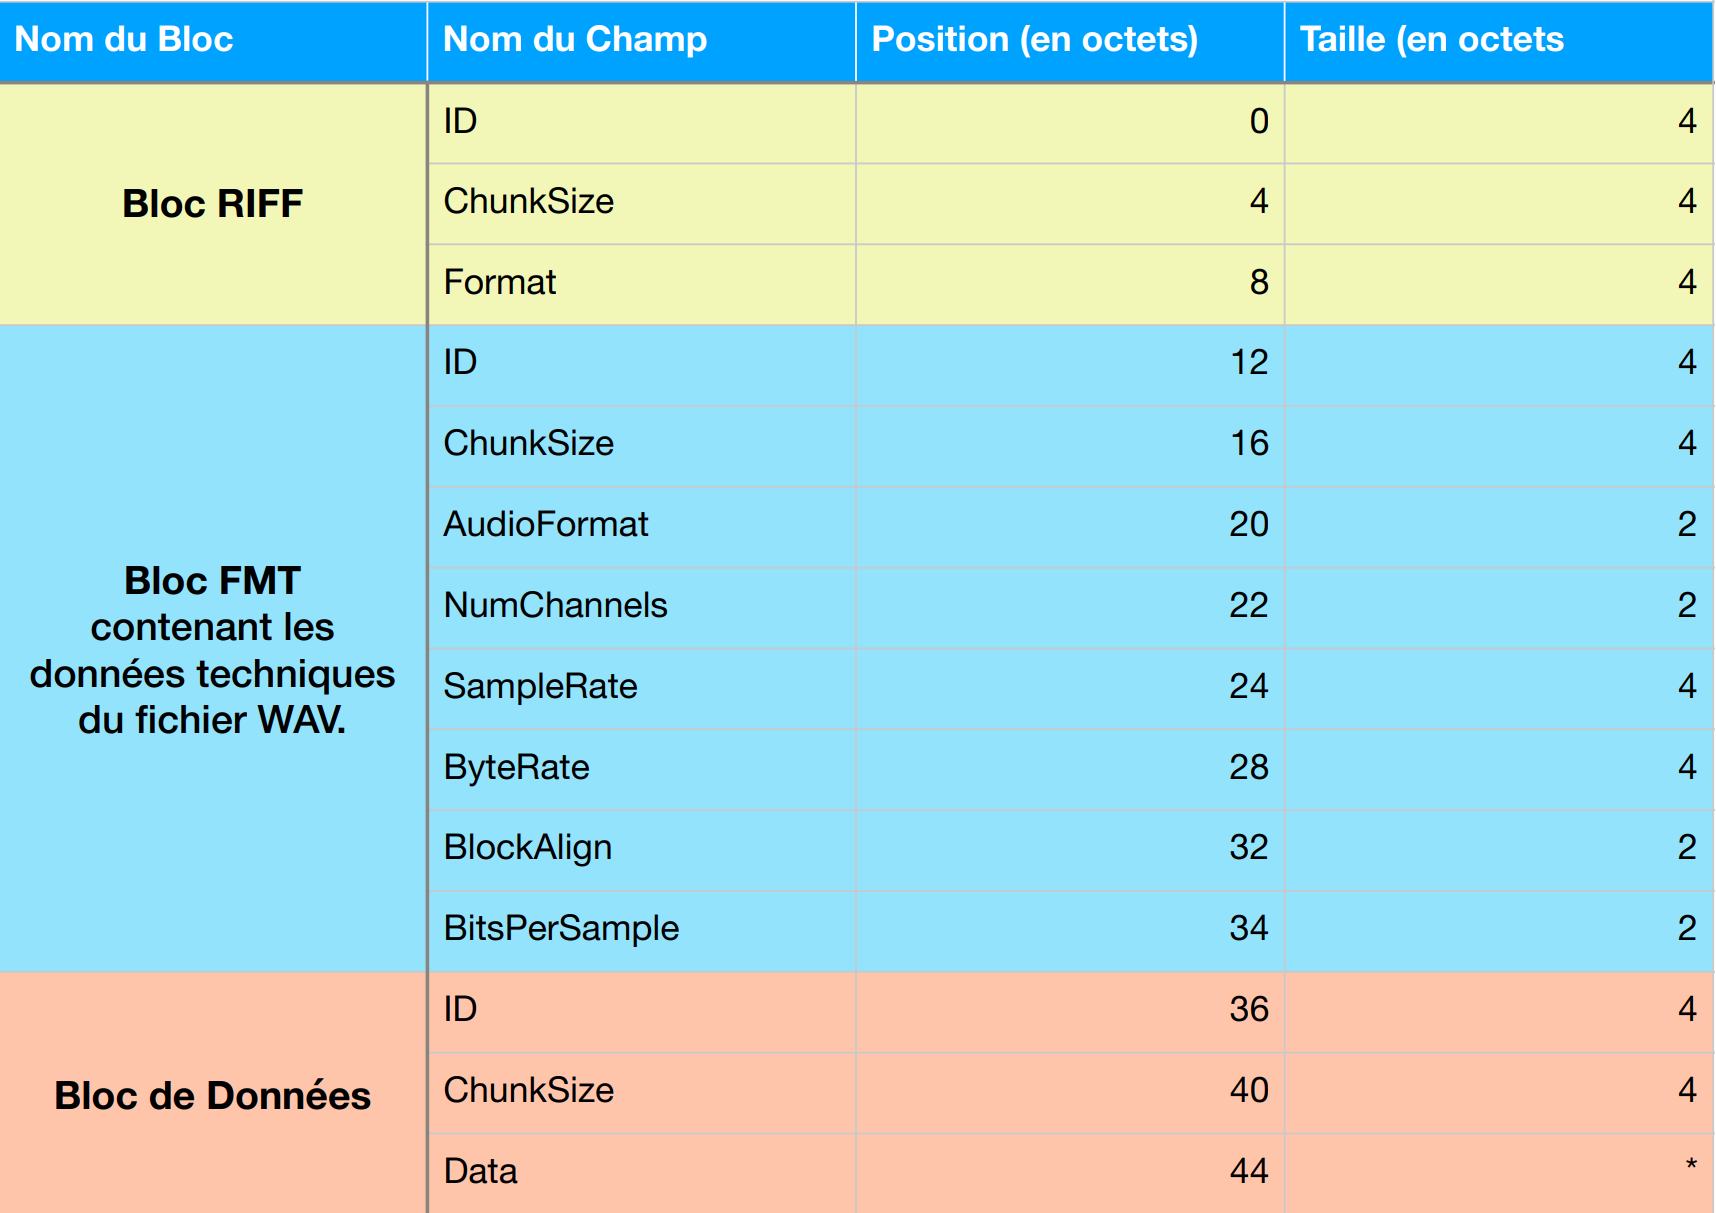 Nom du Bloc Nom du Champ Position (en octets) Taille (en octets
Bloc RIFF
ID 0 4
ChunkSize 4 4
Format 8 4
Bloc FMT
contenant les
données techniques
du fichier WAV.
ID 12 4
ChunkSize 16 4
AudioFormat 20 2
NumChannels 22 2
SampleRate 24 4
ByteRate 28 4
BlockAlign 32 2
BitsPerSample 34 2
Bloc de Données
ID 36 4
ChunkSize 40 4
Data 44 *